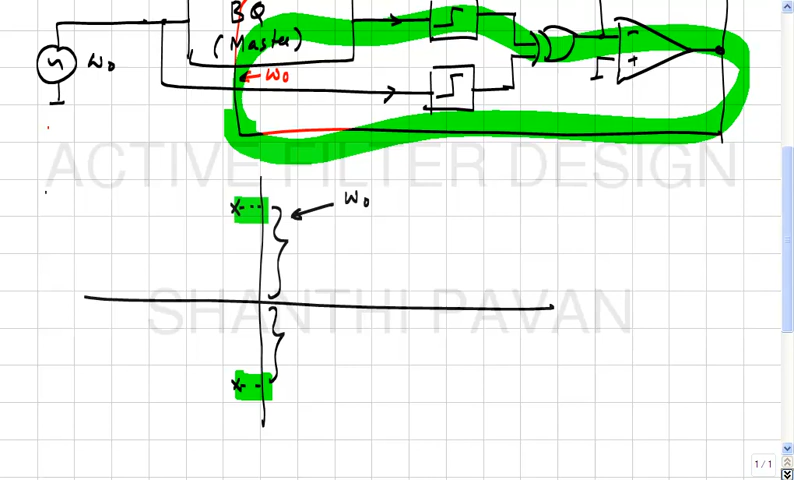 BQ
(Master)
ω₀
ω₀
-
+
ACTIVE FILTER DESIGN
x
ω₀
SHANTHI PAVAN
x
1 / 1